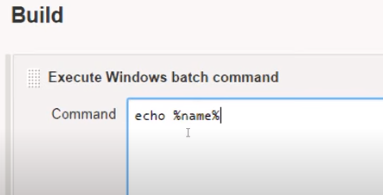 Build
Execute Windows batch command
Command
echo %name%